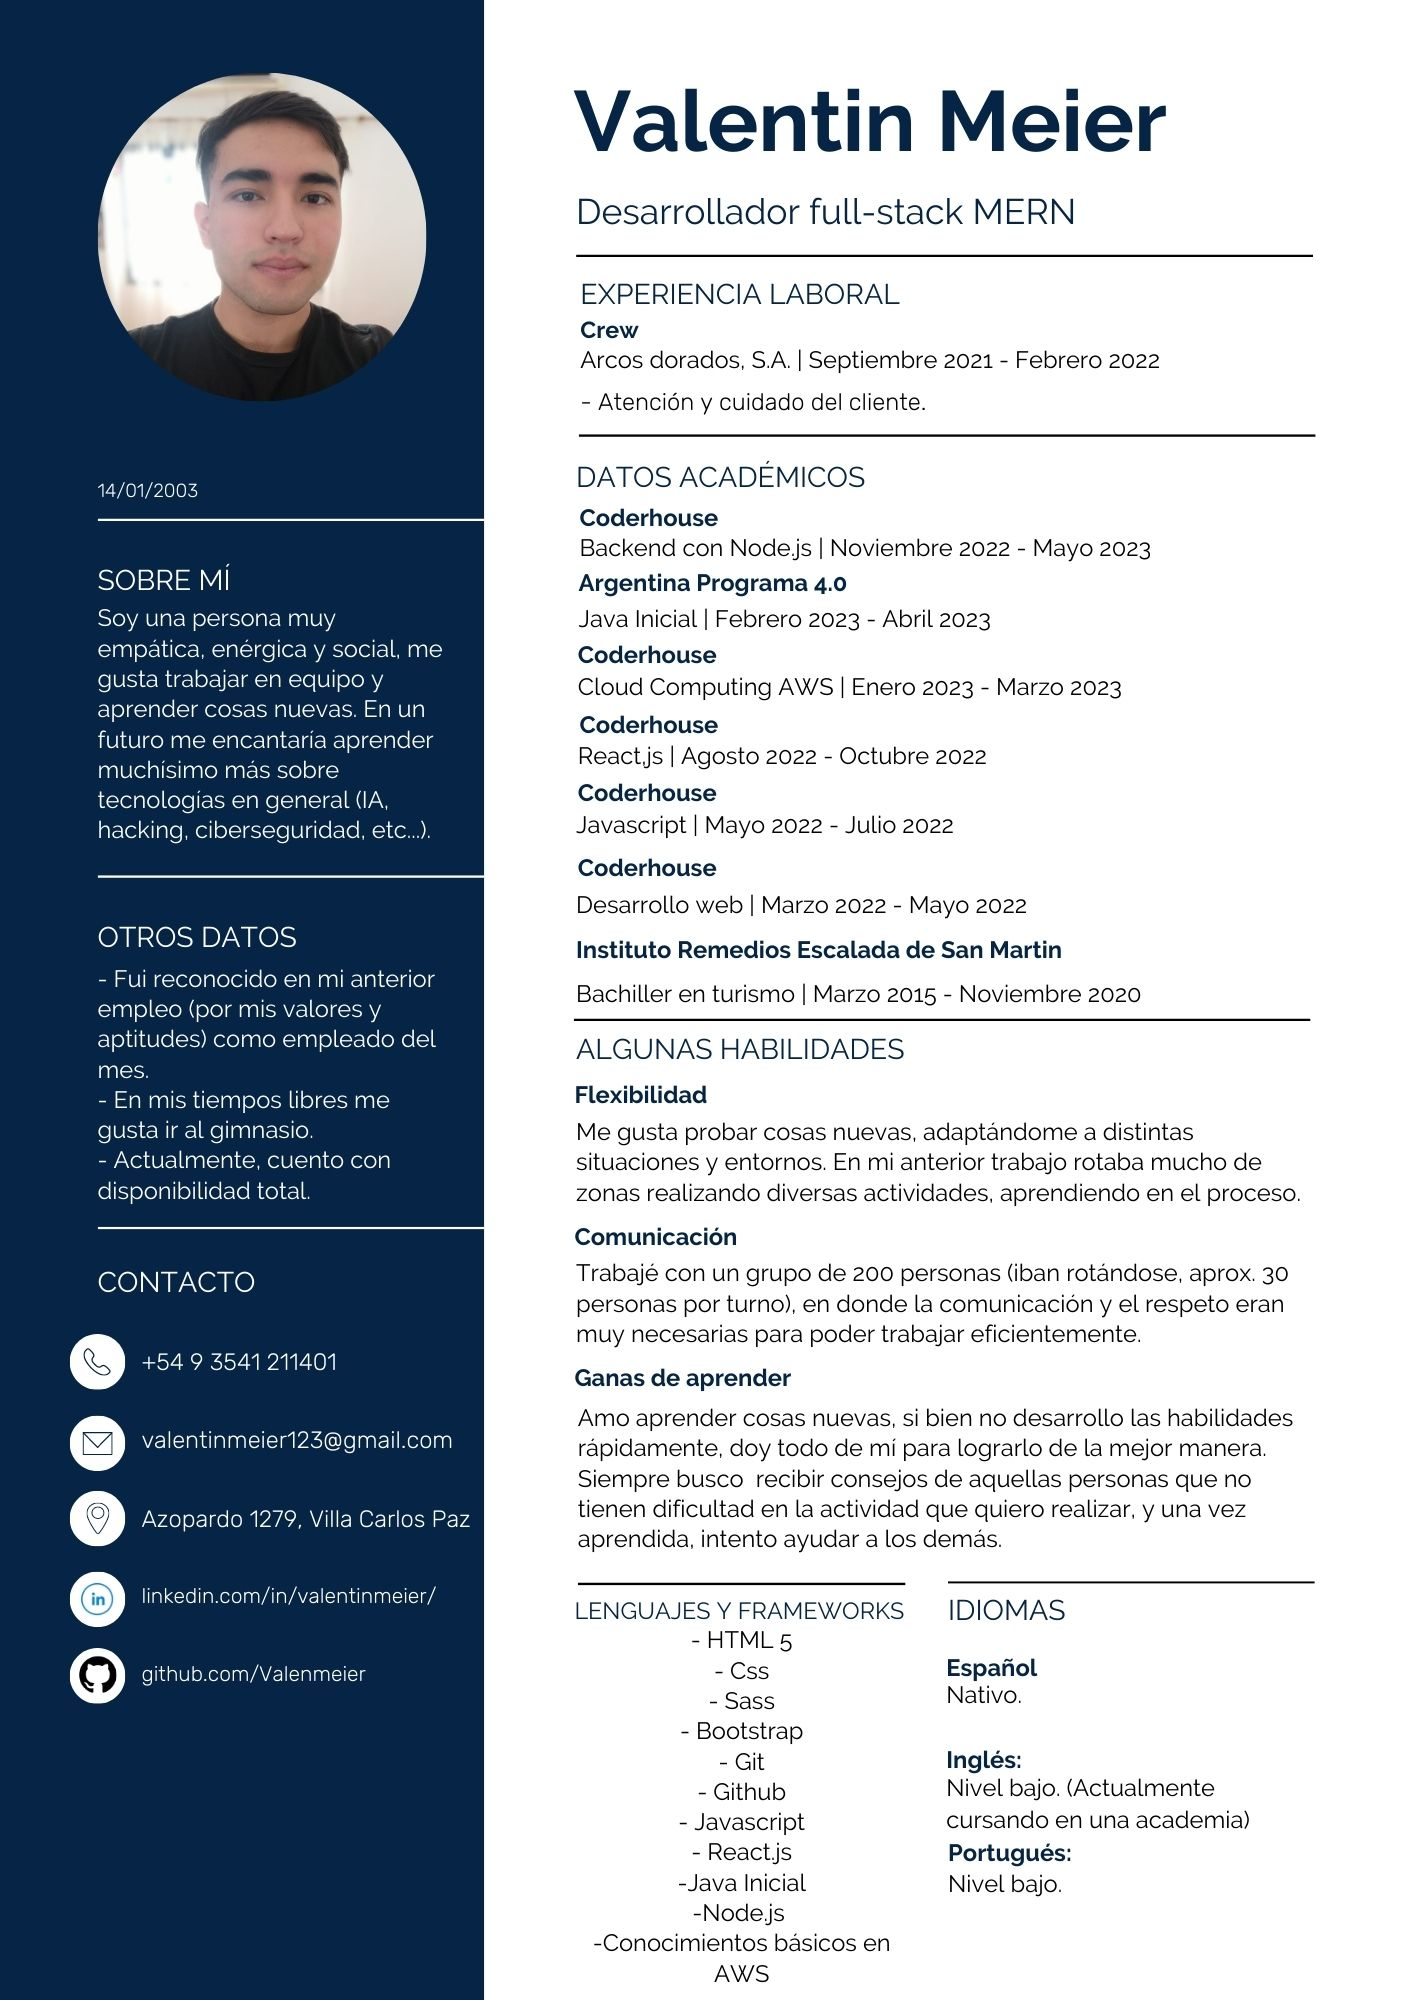 Valentin Meier
Desarrollador full-stack MERN
EXPERIENCIA LABORAL
Crew
Arcos dorados, S.A. | Septiembre 2021 - Febrero 2022
- Atención y cuidado del cliente.
DATOS ACADÉMICOS
Coderhouse
Backend con Node.js | Noviembre 2022 - Mayo 2023
Argentina Programa 4.0
Java Inicial | Febrero 2023 - Abril 2023
Coderhouse
Cloud Computing AWS | Enero 2023 - Marzo 2023
Coderhouse
React.js | Agosto 2022 - Octubre 2022
Coderhouse
Javascript | Mayo 2022 - Julio 2022
Coderhouse
Desarrollo web | Marzo 2022 - Mayo 2022
Instituto Remedios Escalada de San Martin
Bachiller en turismo | Marzo 2015 - Noviembre 2020
ALGUNAS HABILIDADES
Flexibilidad
Me gusta probar cosas nuevas, adaptándome a distintas
situaciones y entornos. En mi anterior trabajo rotaba mucho de
zonas realizando diversas actividades, aprendiendo en el proceso.
Comunicación
Trabajé con un grupo de 200 personas (iban rotándose, aprox. 30
personas por turno), en donde la comunicación y el respeto eran
muy necesarias para poder trabajar eficientemente.
Ganas de aprender
Amo aprender cosas nuevas, si bien no desarrollo las habilidades
rápidamente, doy todo de mí para lograrlo de la mejor manera.
Siempre busco  recibir consejos de aquellas personas que no
tienen dificultad en la actividad que quiero realizar, y una vez
aprendida, intento ayudar a los demás.
LENGUAJES Y FRAMEWORKS
- HTML 5
- Css
- Sass
- Bootstrap
- Git
- Github
- Javascript
- React.js
-Java Inicial
-Node.js
-Conocimientos básicos en
AWS
IDIOMAS
Español
Nativo.
Inglés:
Nivel bajo. (Actualmente
cursando en una academia)
Portugués:
Nivel bajo.
14/01/2003
SOBRE MÍ
Soy una persona muy
empática, enérgica y social, me
gusta trabajar en equipo y
aprender cosas nuevas. En un
futuro me encantaría aprender
muchísimo más sobre
tecnologías en general (IA,
hacking, ciberseguridad, etc...).
OTROS DATOS
- Fui reconocido en mi anterior
empleo (por mis valores y
aptitudes) como empleado del
mes.
- En mis tiempos libres me
gusta ir al gimnasio.
- Actualmente, cuento con
disponibilidad total.
CONTACTO
+54 9 3541 211401
valentinmeier123@gmail.com
Azopardo 1279, Villa Carlos Paz
in
linkedin.com/in/valentinmeier/
github.com/Valenmeier